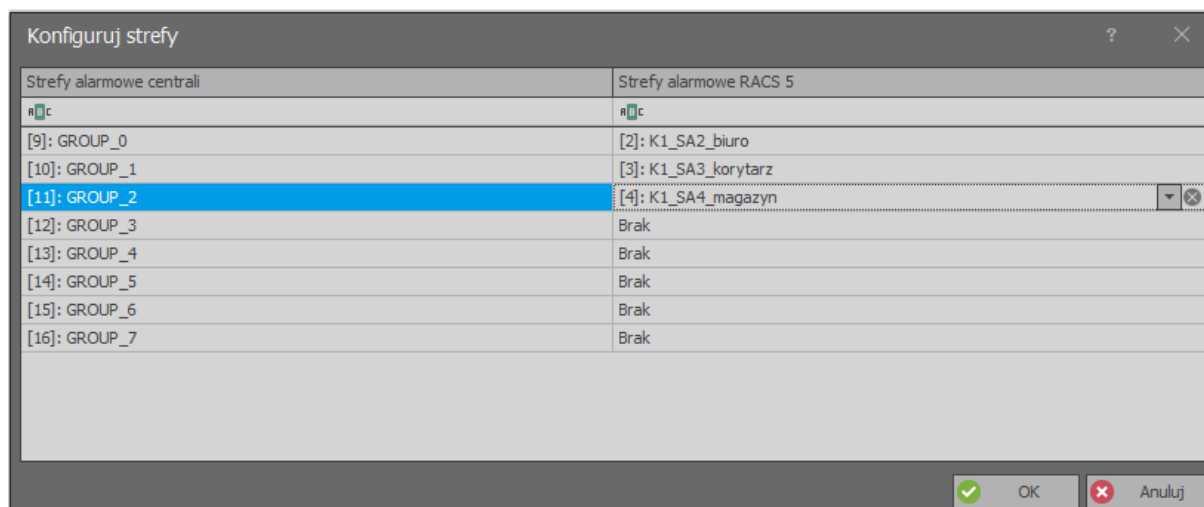 Konfiguruj strefy ?
Strefy alarmowe centrali Strefy alarmowe RACS 5
ABC ABC
[9]: GROUP_0 [2]: K1_SA2_biuro
[10]: GROUP_1 [3]: K1_SA3_korytarz
[11]: GROUP_2 [4]: K1_SA4_magazyn
[12]: GROUP_3 Brak
[13]: GROUP_4 Brak
[14]: GROUP_5 Brak
[15]: GROUP_6 Brak
[16]: GROUP_7 Brak
OK Anuluj